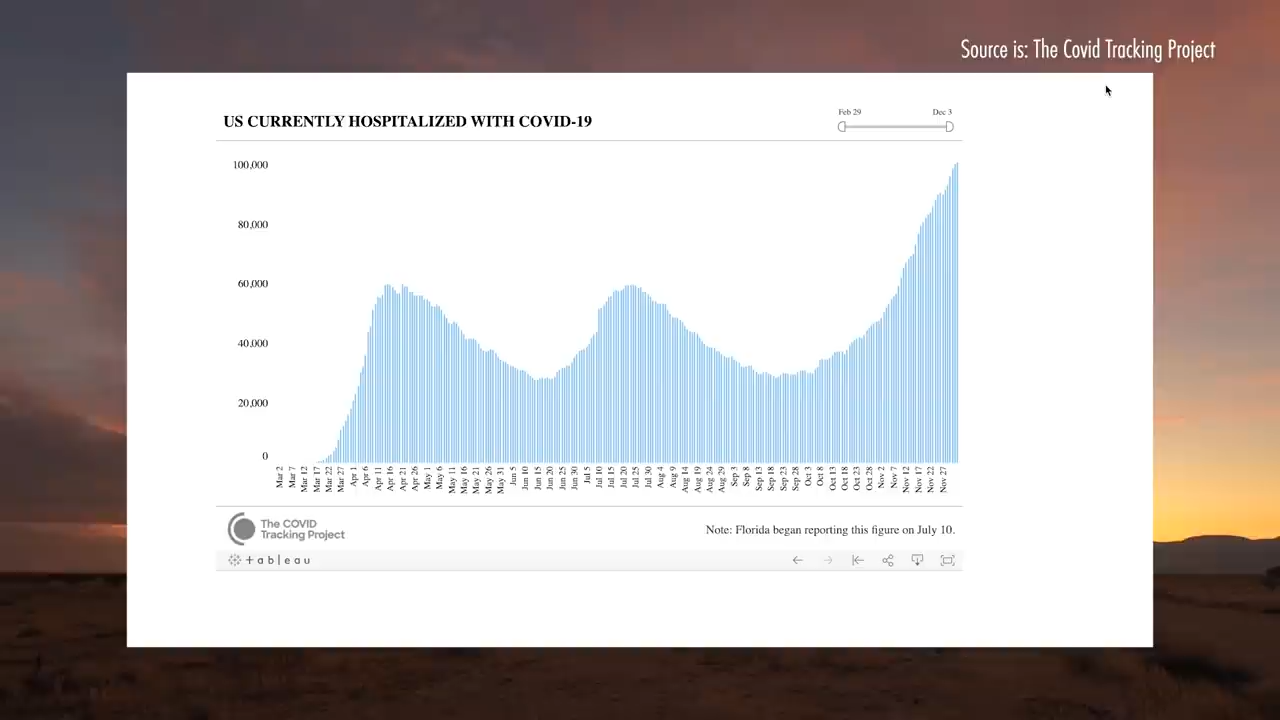 Source is: The Covid Tracking Project
US CURRENTLY HOSPITALIZED WITH COVID-19
Feb 29
Dec 3
100,000
80,000
60,000
40,000
20,000
0
Mar 2
Mar 7
Mar 12
Mar 17
Mar 22
Mar 27
Apr 1
Apr 6
Apr 11
Apr 16
Apr 21
Apr 26
May 1
May 6
May 11
May 16
May 21
May 26
May 31
Jun 5
Jun 10
Jun 15
Jun 20
Jun 25
Jun 30
Jul 5
Jul 10
Jul 15
Jul 20
Jul 25
Jul 30
Aug 4
Aug 9
Aug 14
Aug 19
Aug 24
Aug 29
Sep 3
Sep 8
Sep 13
Sep 18
Sep 23
Sep 28
Oct 3
Oct 8
Oct 13
Oct 18
Oct 23
Oct 28
Nov 2
Nov 7
Nov 12
Nov 17
Nov 22
Nov 27
The COVID
Tracking Project
Note: Florida began reporting this figure on July 10.
+ableau